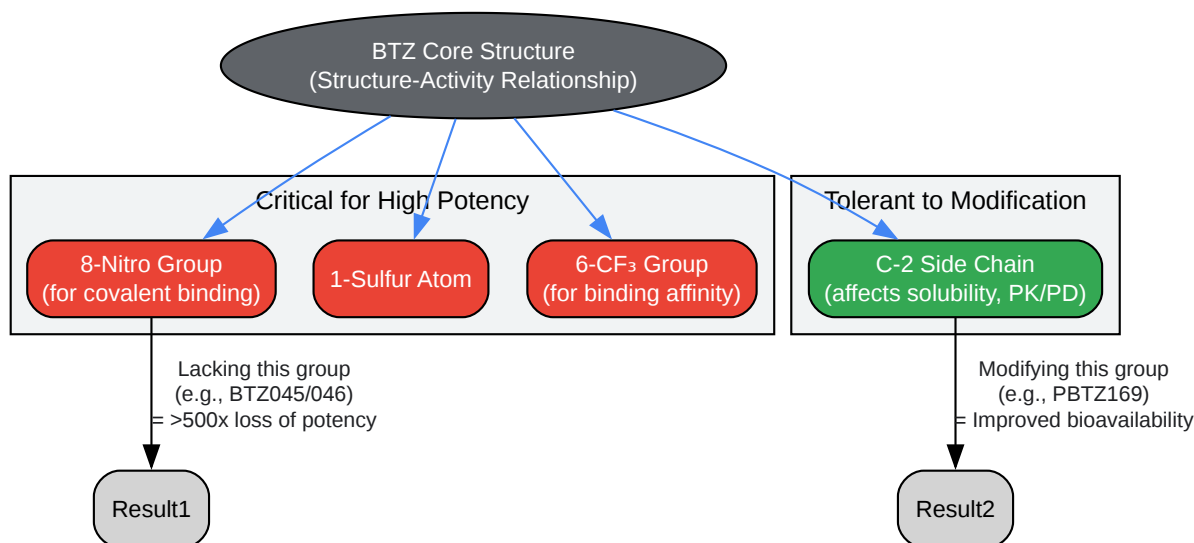 BTZ Core Structure
(Structure-Activity Relationship)
Critical for High Potency
Tolerant to Modification
8-Nitro Group
(for covalent binding)
1-Sulfur Atom
6-CF₃ Group
(for binding affinity)
C-2 Side Chain
(affects solubility, PK/PD)
Lacking this group
(e.g., BTZ045/046)
= >500x loss of potency
Modifying this group
(e.g., PBTZ169)
= Improved bioavailability
Result1
Result2